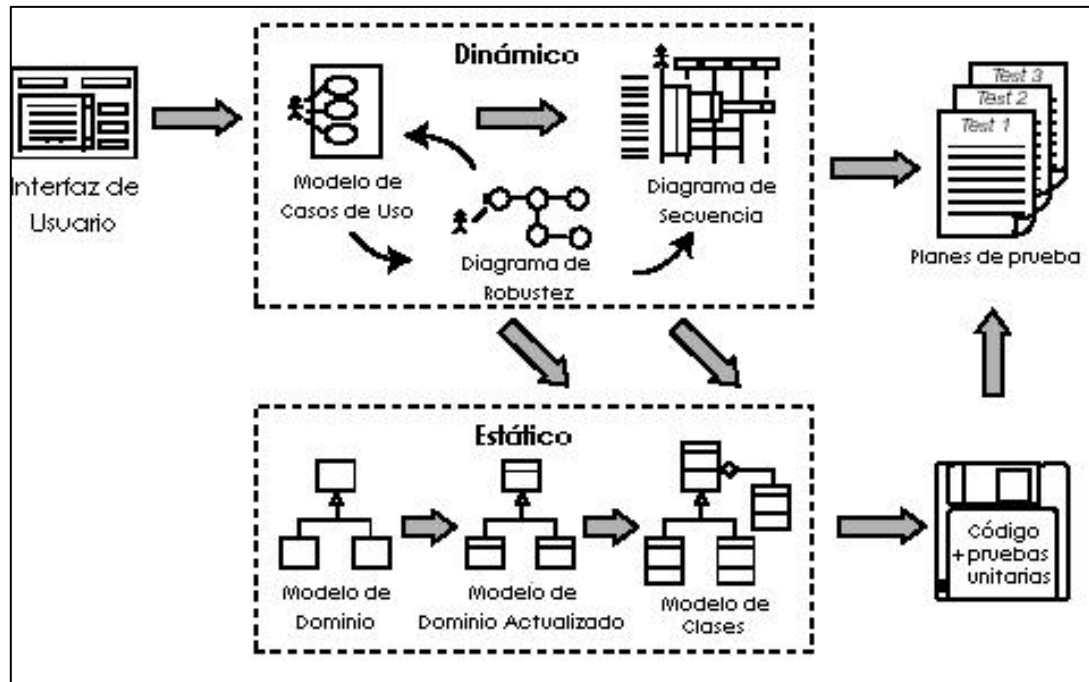 Dinámico
Interfaz de
Usuario
Modelo de
Casos de Uso
Diagrama de
Robustez
Diagrama de
Secuencia
Test 3
Test 2
Test 1
Planes de prueba
Estático
Modelo de
Dominio
Modelo de
Dominio Actualizado
Modelo de
Clases
Código
+ pruebas
unitarias